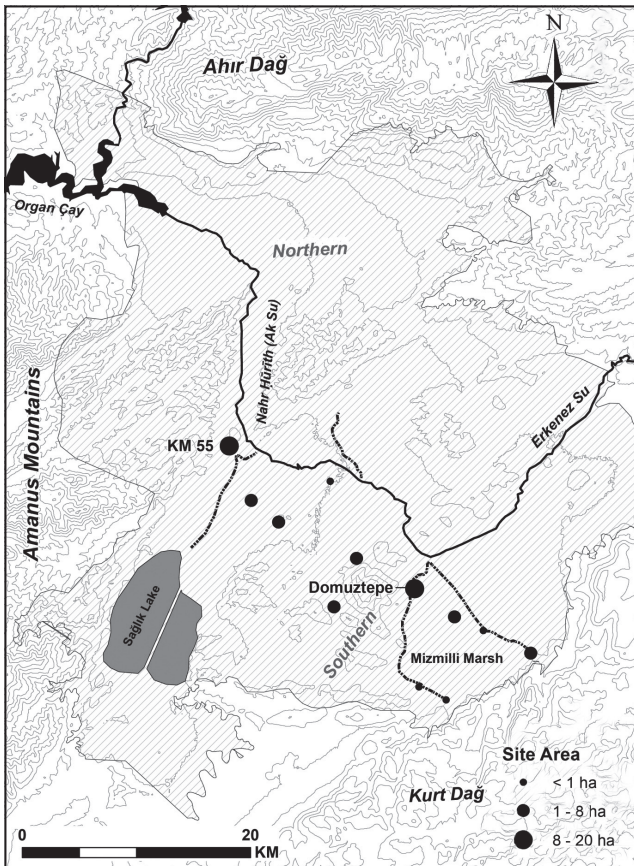 N
Ahır Dağ
Organ Çay
Northern
Nahr Ḥūrīth (Ak Su)
Erkenez Su
Amanus Mountains
KM 55
Sağlık Lake
Domuztepe
Southern
Mizmilli Marsh
Kurt Dağ
Site Area
< 1 ha
1 - 8 ha
8 - 20 ha
0 20
KM